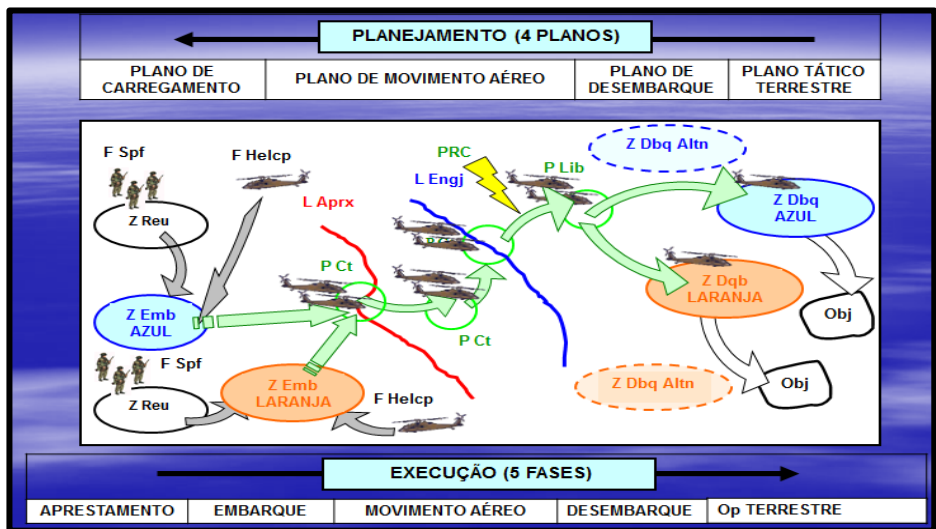 PLANEJAMENTO (4 PLANOS)
PLANO DE
CARREGAMENTO
PLANO DE MOVIMENTO AÉREO
PLANO DE
DESEMBARQUE
PLANO TÁTICO
TERRESTRE
F Spf
Z Reu
F Helcp
L Aprx
PRC
L Engj
P Lib
Z Dbq Altn
Z Dbq
AZUL
P Ct
Z Dqb
LARANJA
Z Emb
AZUL
P Ct
Obj
F Spf
Z Reu
Z Emb
LARANJA
F Helcp
Z Dbq Altn
Obj
EXECUÇÃO (5 FASES)
APRESTAMENTO
EMBARQUE
MOVIMENTO AÉREO
DESEMBARQUE
Op TERRESTRE